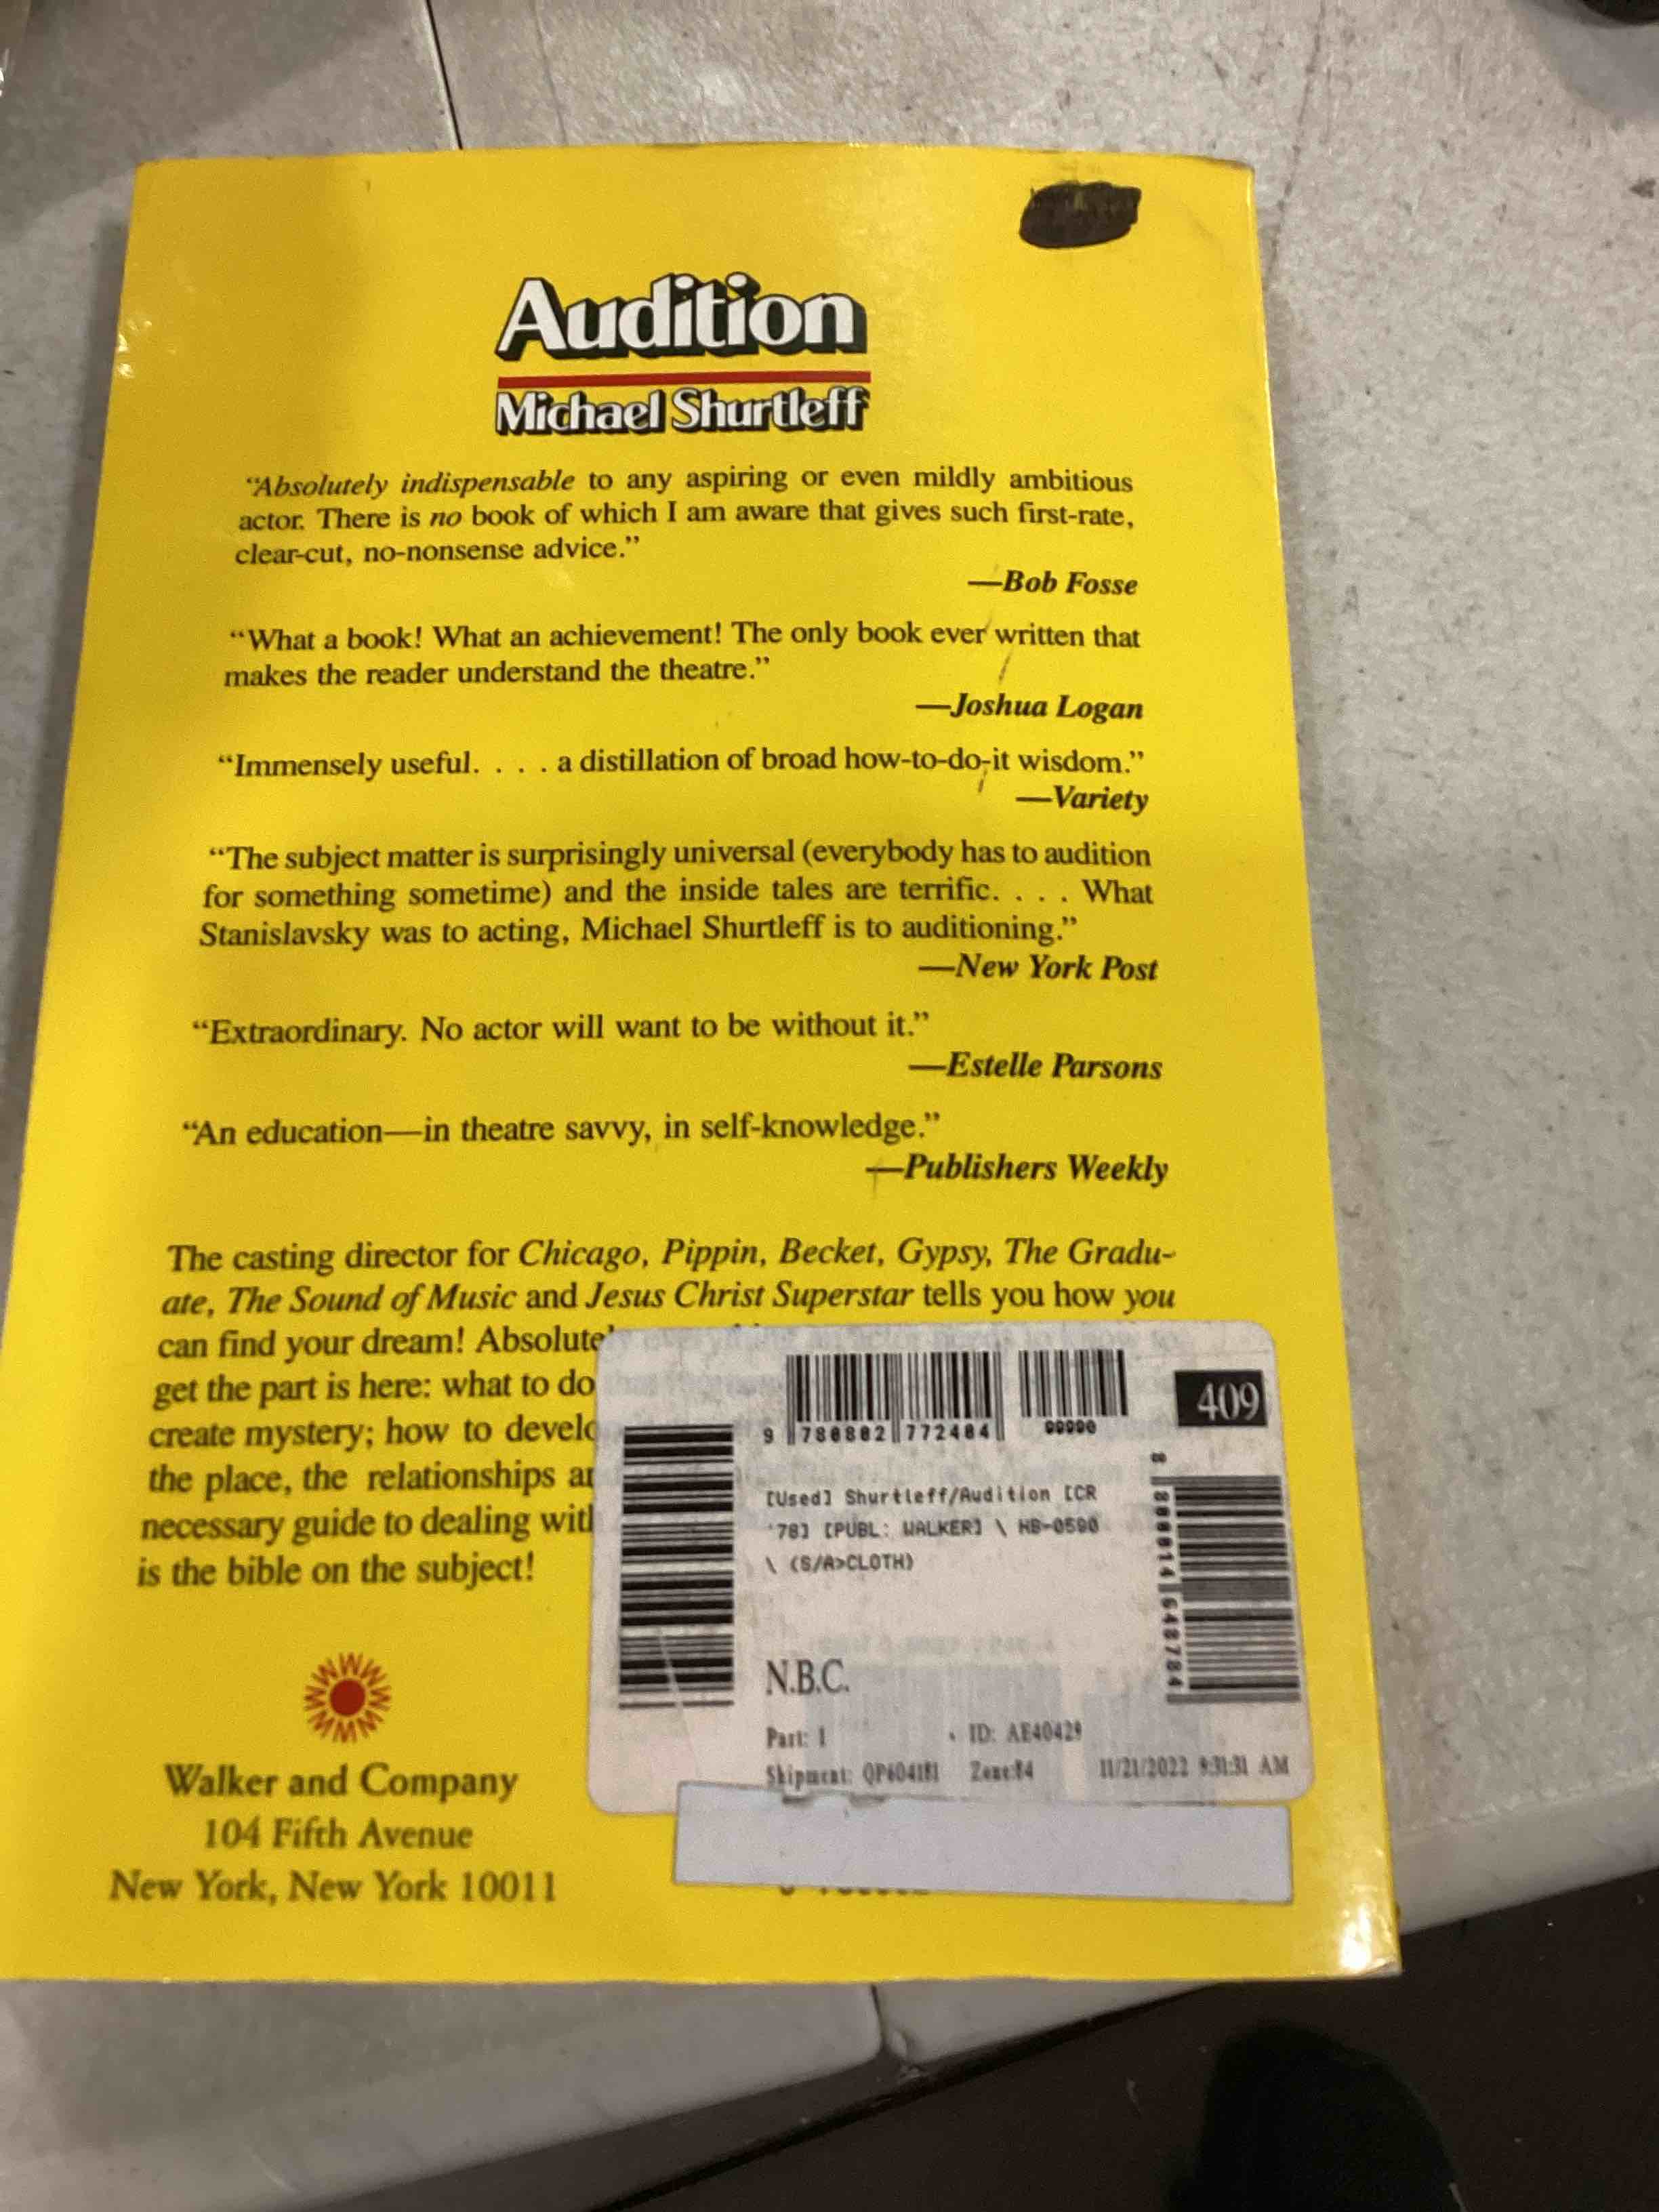 Audition
Michael Shurtleff
“Absolutely indispensable to any aspiring or even mildly ambitious
actor. There is no book of which I am aware that gives such first-rate,
clear-cut, no-nonsense advice.”
—Bob Fosse
“What a book! What an achievement! The only book ever written that
makes the reader understand the theatre.”
—Joshua Logan
“Immensely useful. . . . a distillation of broad how-to-do-it wisdom.”
—Variety
“The subject matter is surprisingly universal (everybody has to audition
for something sometime) and the inside tales are terrific. . . . What
Stanislavsky was to acting, Michael Shurtleff is to auditioning.”
—New York Post
“Extraordinary. No actor will want to be without it.”
—Estelle Parsons
“An education—in theatre savvy, in self-knowledge.”
—Publishers Weekly
The casting director for Chicago, Pippin, Becket, Gypsy, The Gradu-
ate, The Sound of Music and Jesus Christ Superstar tells you how you
can find your dream!
get the part is here: what to do
create mystery; how to
the place, the relationships
necessary guide to dealing
is the bible on the subject!
409
9 780802 772404
99990
[Used] Shurtleff/Audition [CR
'78] [PUBL: WALKER] \ HB-0590
\ (S/A>CLOTH)
N.B.C.
Part: 1 ID: AE40429
Shipment: QP604181 Zone:84 11/21/2022 9:31:31 AM
Walker and Company
104 Fifth Avenue
New York, New York 10011